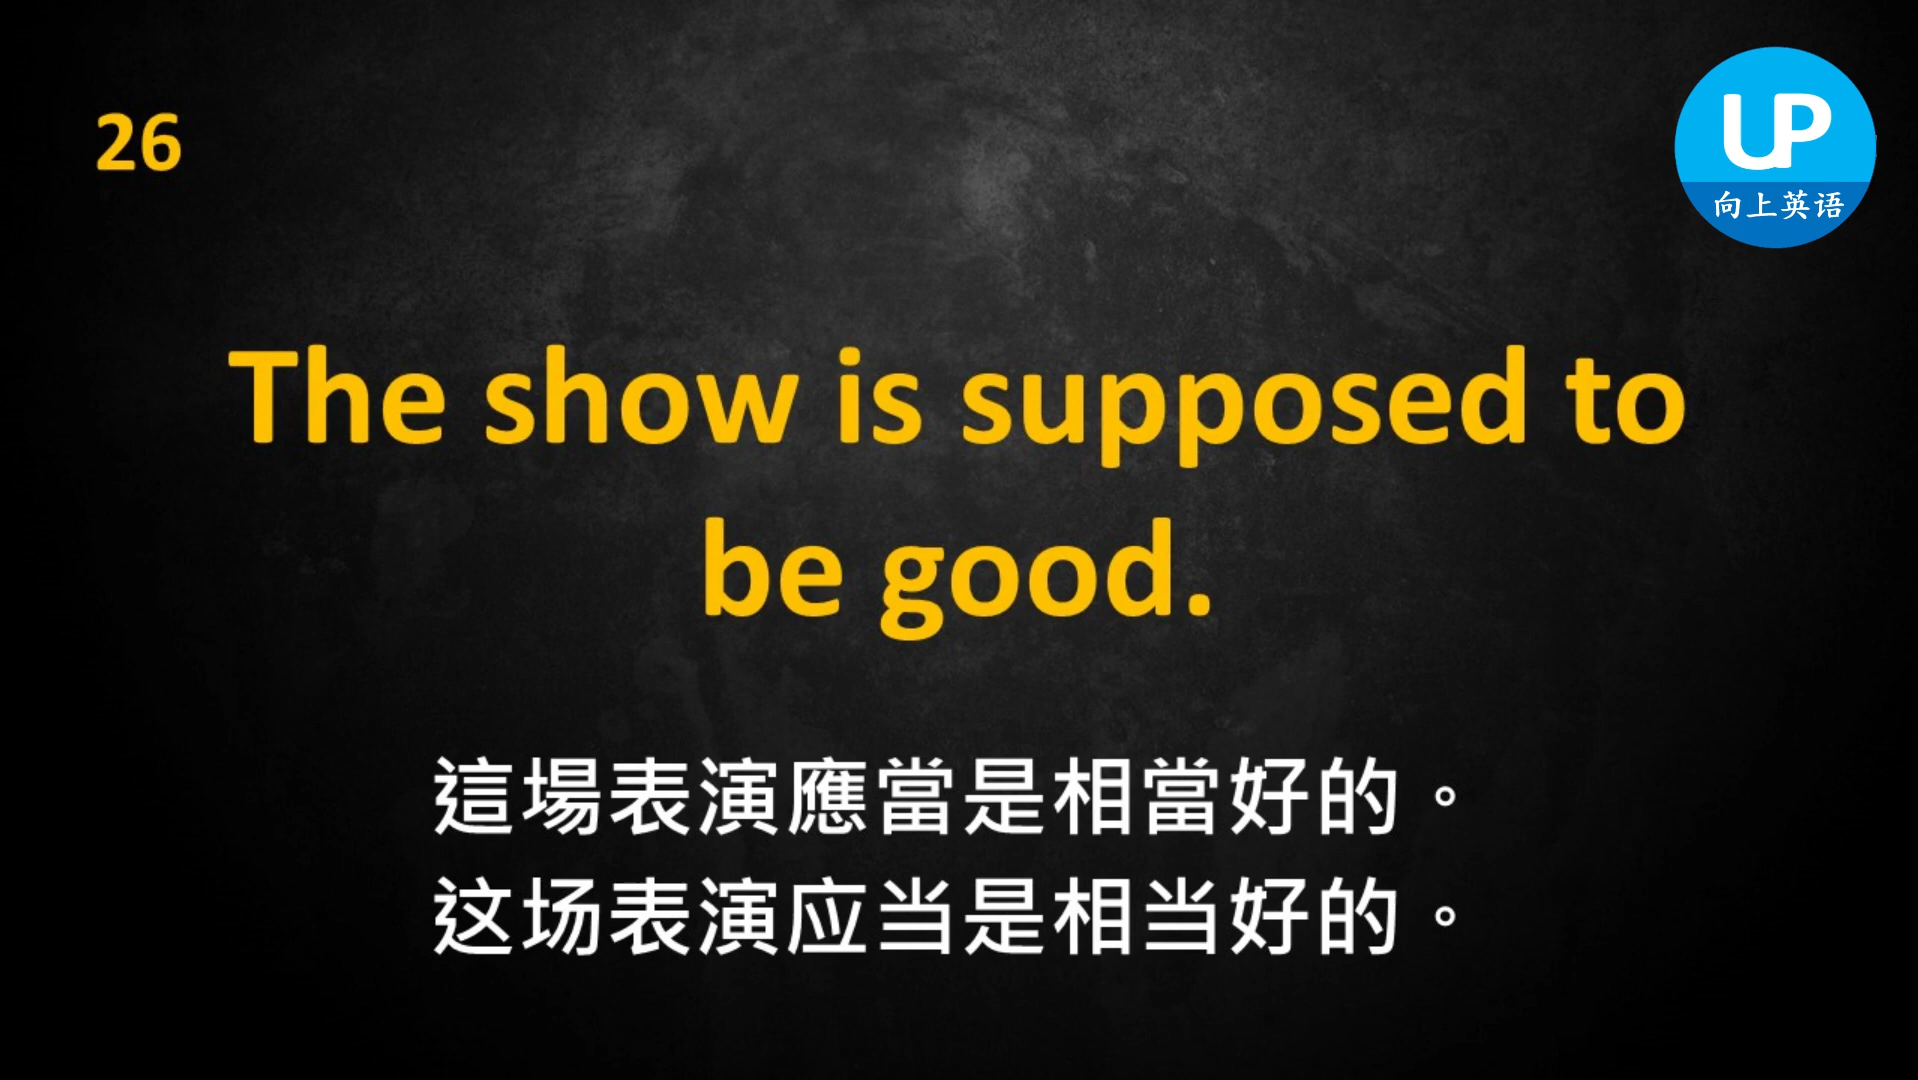 26
UP
向上英语
The show is supposed to
be good.
這場表演應當是相當好的。
这场表演应当是相当好的。